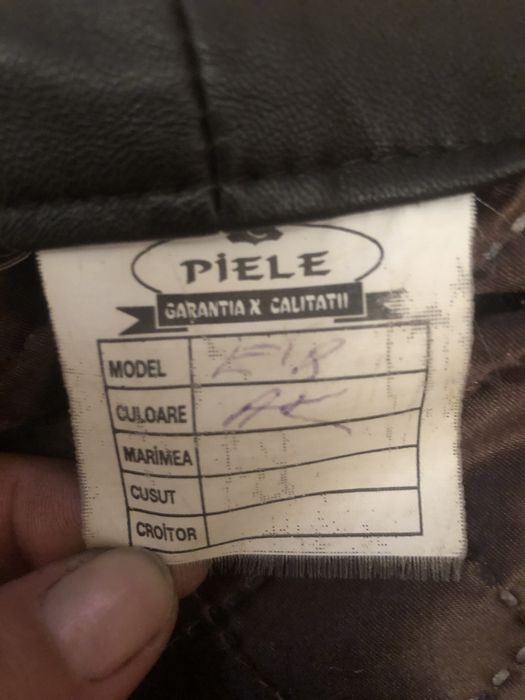 PIELE
GARANTIA X CALITATII
MODEL
CULOARE
MARIMEA
CUSUT
CROITOR